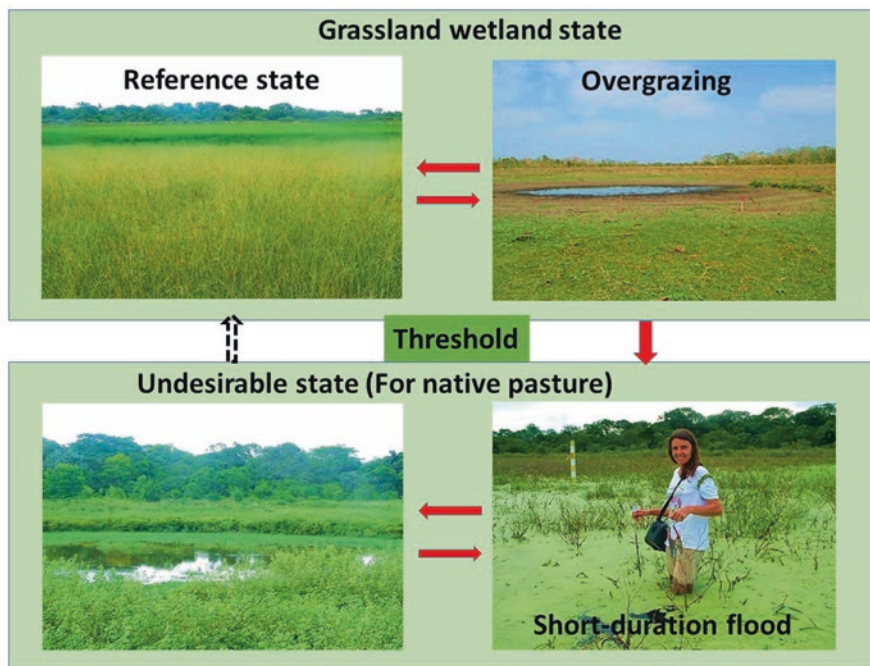 Grassland wetland state
Reference state
Overgrazing
Threshold
Undesirable state (For native pasture)
Short-duration flood